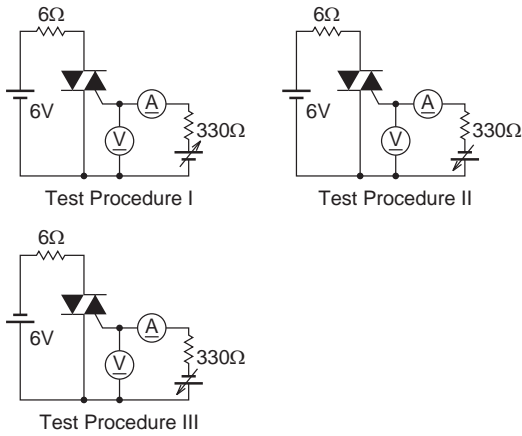 6Ω
6V
A
V
330Ω
Test Procedure I
6Ω
6V
A
V
330Ω
Test Procedure II
6Ω
6V
A
V
330Ω
Test Procedure III